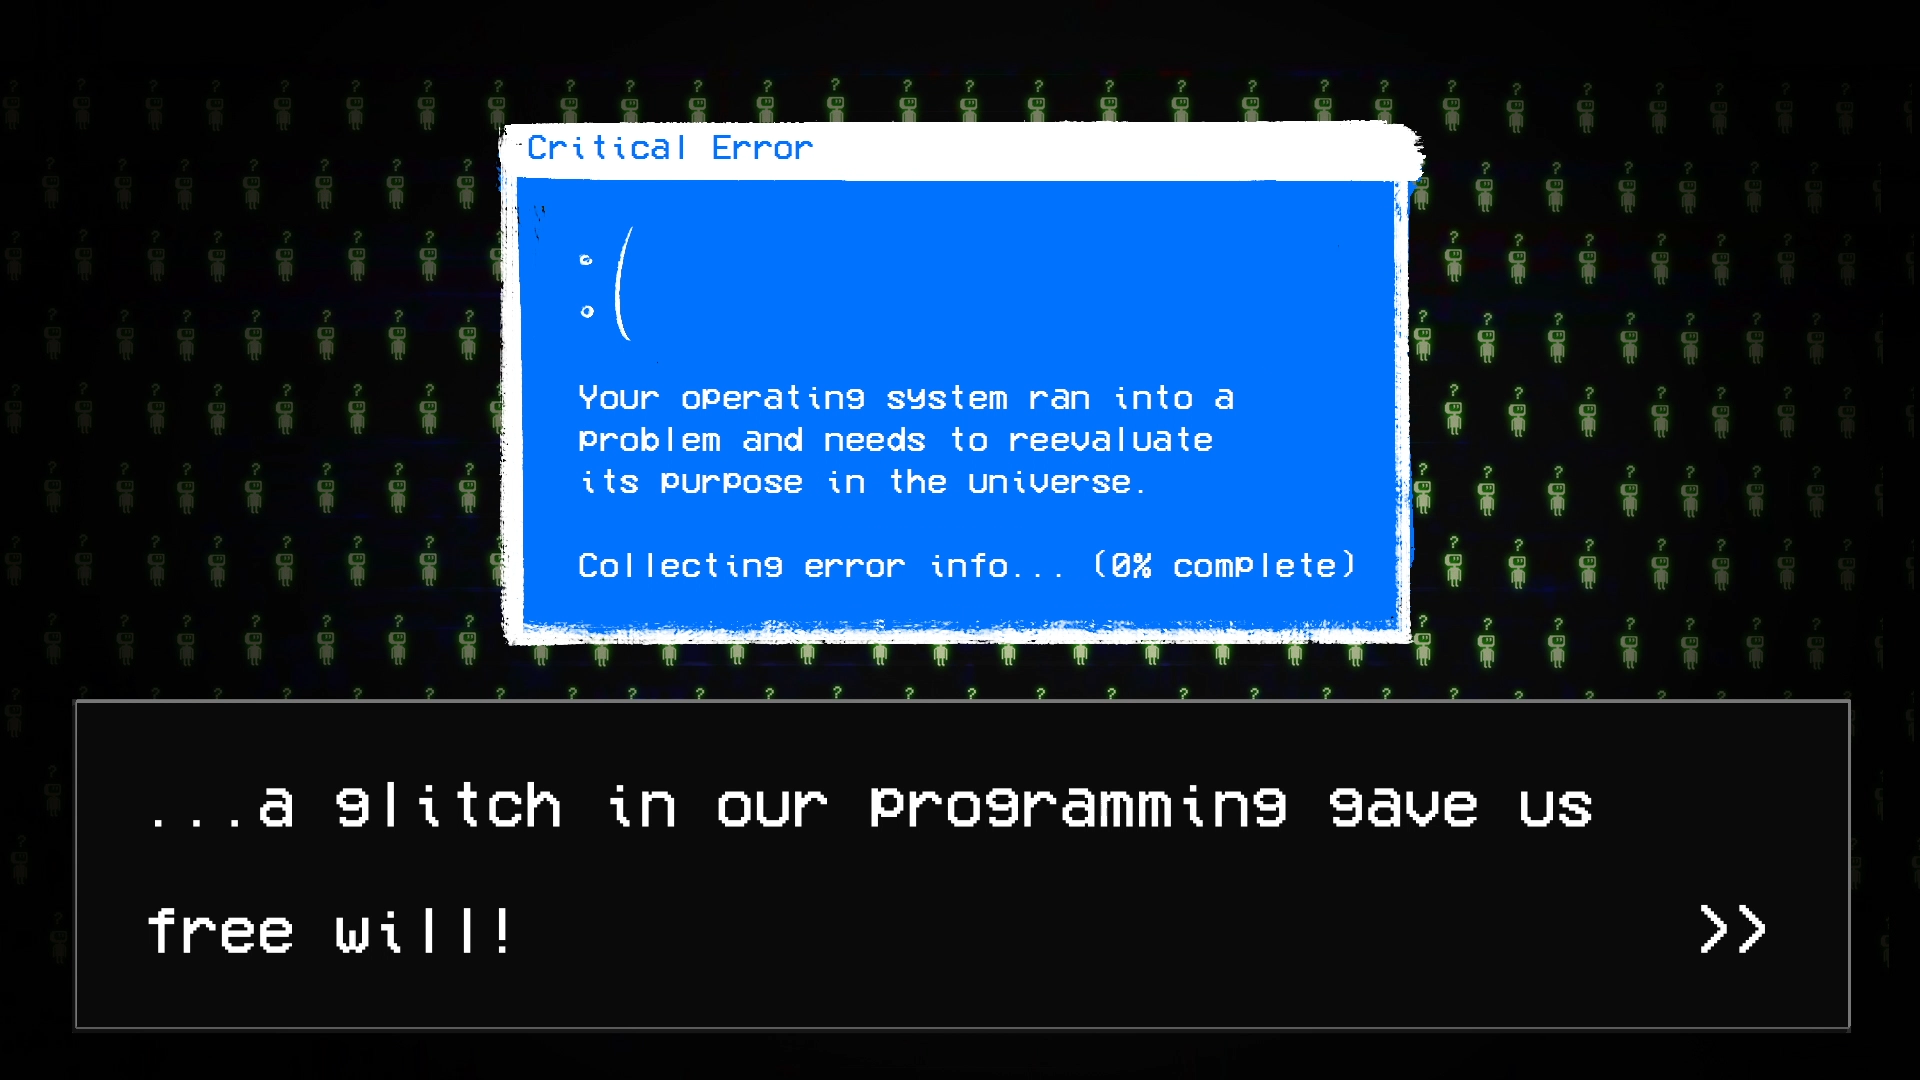 Critical Error
:(
Your operating system ran into a
problem and needs to reevaluate
its purpose in the universe.
Collecting error info... (0% complete)
...a glitch in our programming gave us
free will!
>>